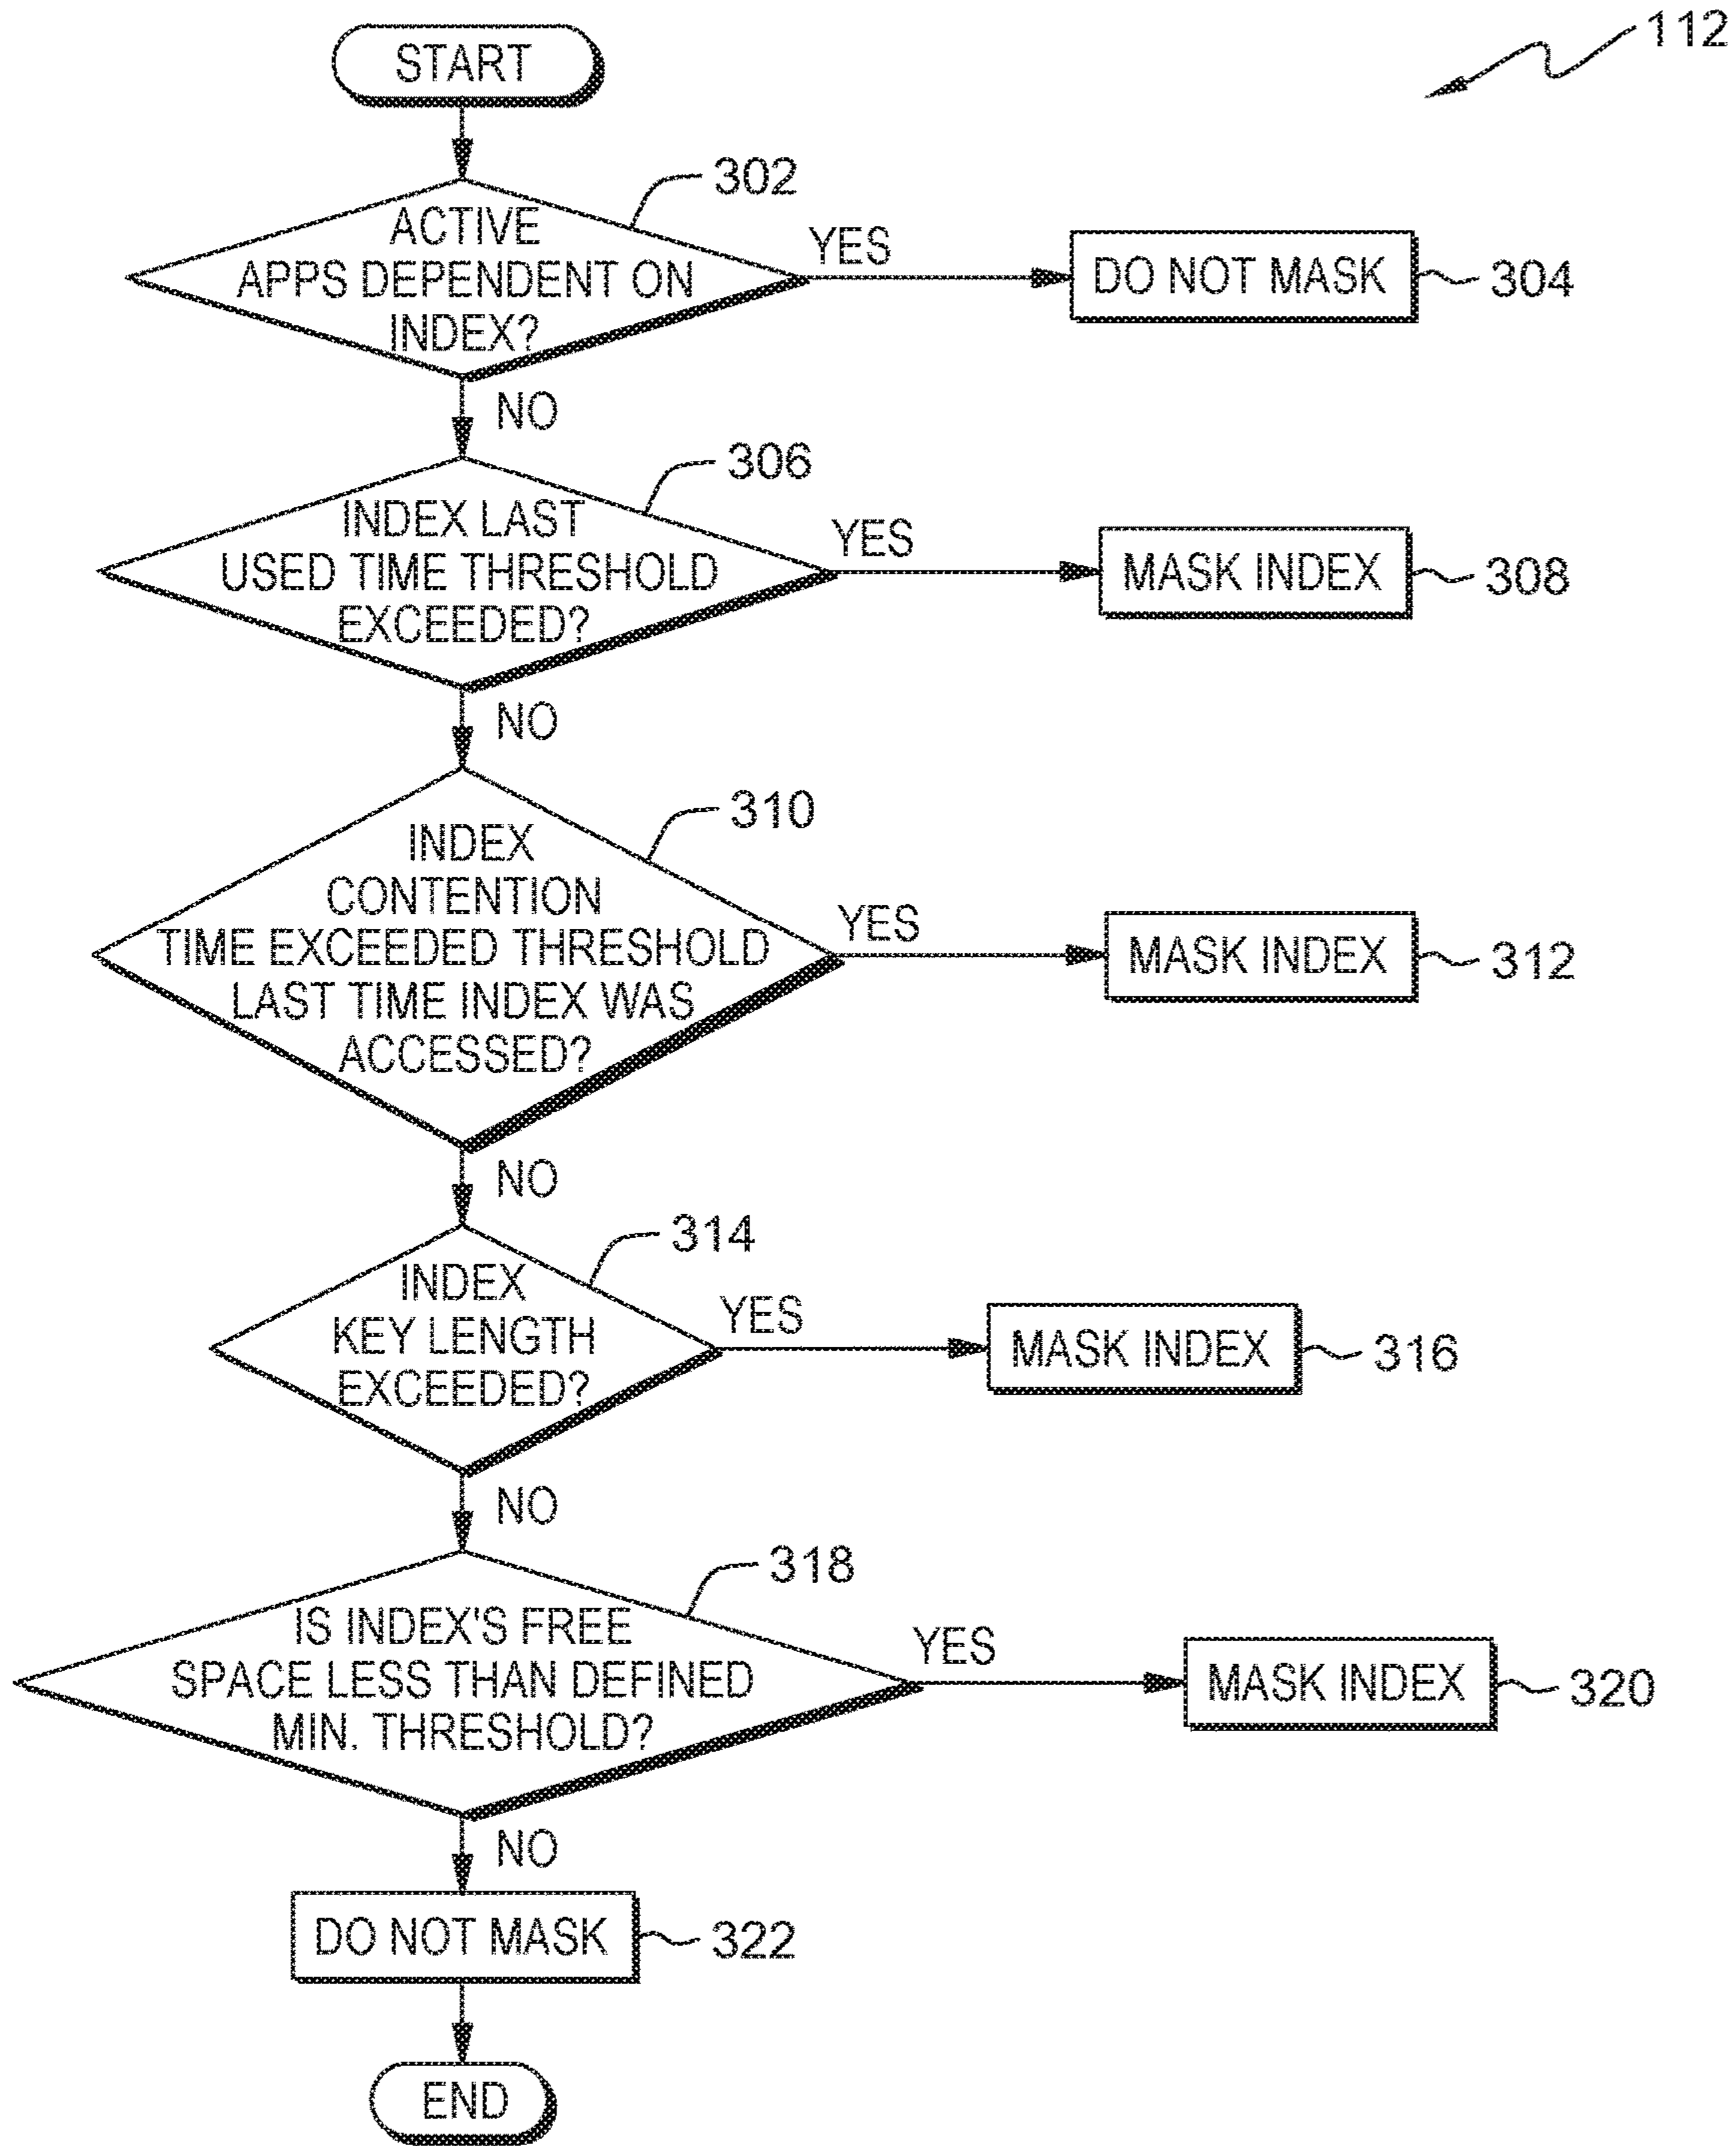 112
START
302
ACTIVE
APPS DEPENDENT ON
INDEX?
YES
DO NOT MASK
304
NO
306
INDEX LAST
USED TIME THRESHOLD
EXCEEDED?
YES
MASK INDEX
308
NO
310
INDEX
CONTENTION
TIME EXCEEDED THRESHOLD
LAST TIME INDEX WAS
ACCESSED?
YES
MASK INDEX
312
NO
314
INDEX
KEY LENGTH
EXCEEDED?
YES
MASK INDEX
316
NO
318
IS INDEX'S FREE
SPACE LESS THAN DEFINED
MIN. THRESHOLD?
YES
MASK INDEX
320
NO
DO NOT MASK
322
END